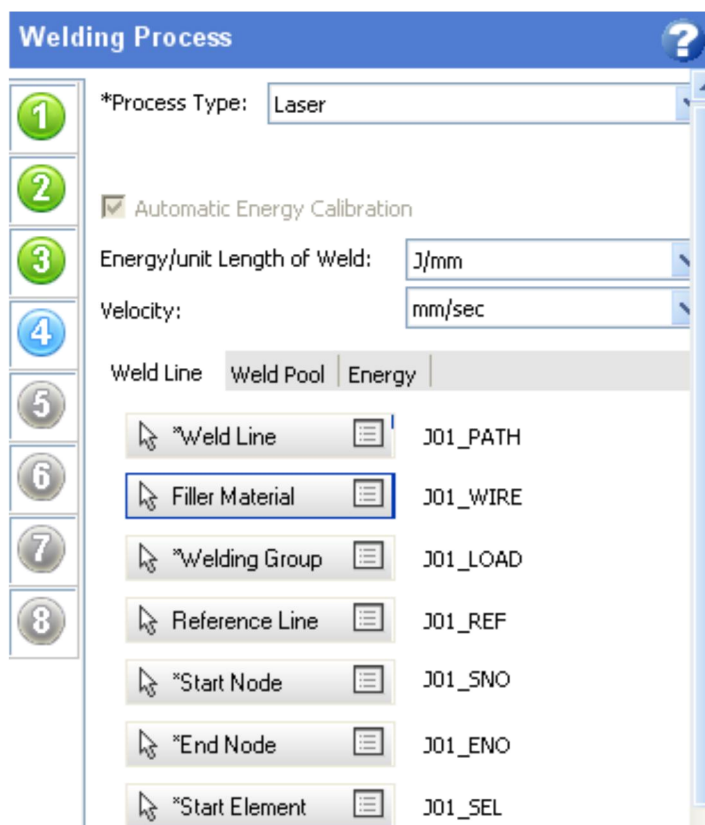 Welding Process ?
1
*Process Type: Laser
2
Automatic Energy Calibration
3
Energy/unit Length of Weld: J/mm
4
Velocity: mm/sec
Weld Line Weld Pool Energy
5
*Weld Line J01_PATH
6
Filler Material J01_WIRE
7
*Welding Group J01_LOAD
8
Reference Line J01_REF
*Start Node J01_SNO
*End Node J01_ENO
*Start Element J01_SEL